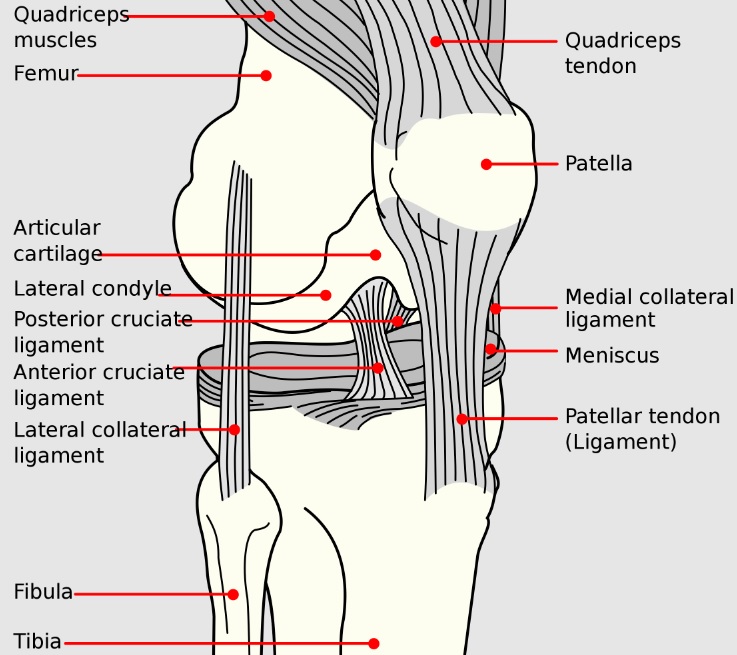 Quadriceps
muscles
Femur
Articular
cartilage
Lateral condyle
Posterior cruciate
ligament
Anterior cruciate
ligament
Lateral collateral
ligament
Fibula
Tibia
Quadriceps
tendon
Patella
Medial collateral
ligament
Meniscus
Patellar tendon
(Ligament)